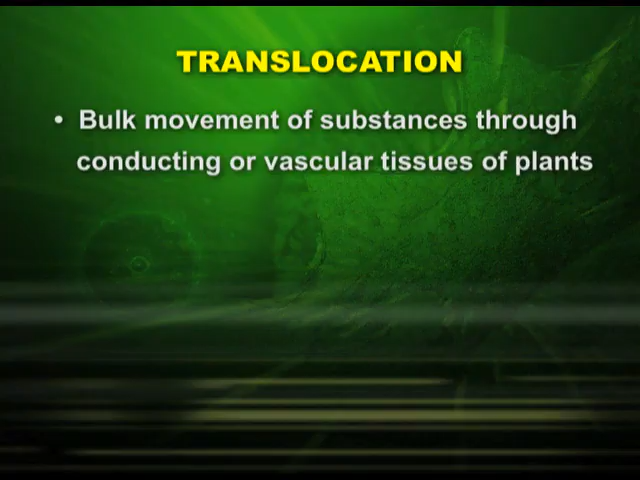 TRANSLOCATION
• Bulk movement of substances through
conducting or vascular tissues of plants